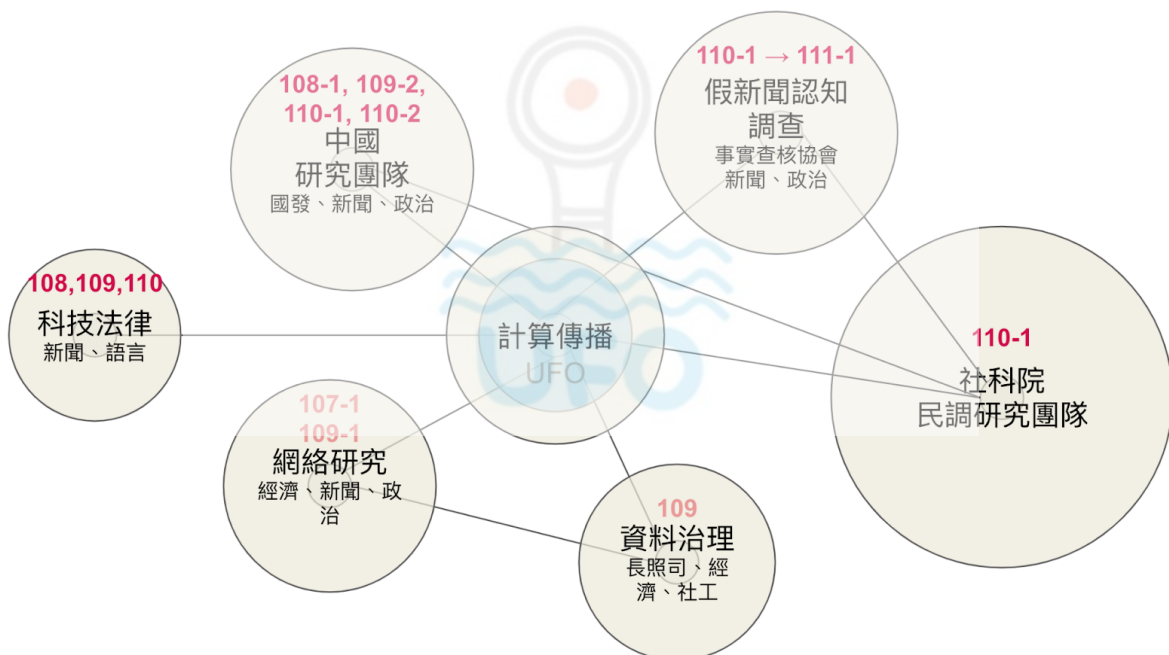 108-1, 109-2,
110-1, 110-2
中國
研究團隊
國發、新聞、政治
110-1 → 111-1
假新聞認知
調查
事實查核協會
新聞、政治
108,109,110
科技法律
新聞、語言
計算傳播
UFO
UFO
110-1
社科院
民調研究團隊
107-1
109-1
網絡研究
經濟、新聞、政
治
109
資料治理
長照司、經
濟、社工